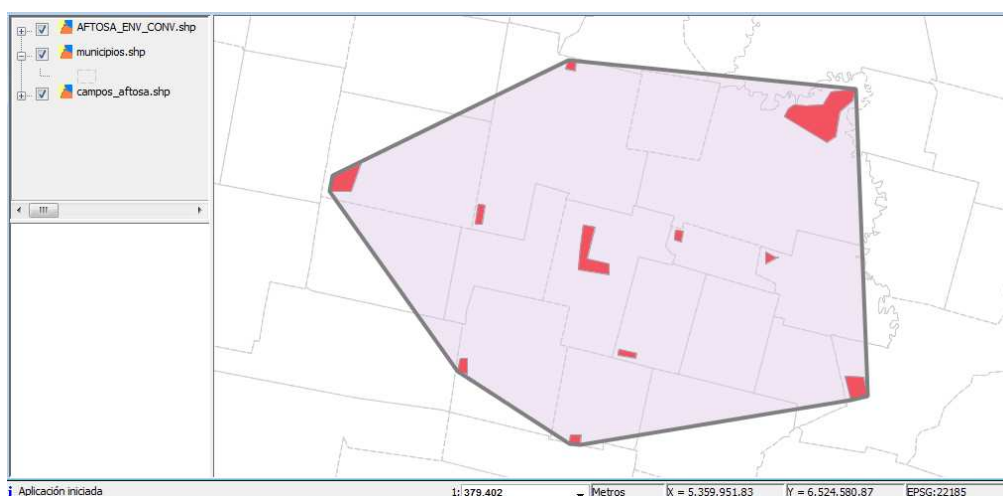 AFTOSA_ENV_CONV.shp
municipios.shp
campos_aftosa.shp
Aplicación iniciada
1: 379.402
Metros
X = 5.359.951.83
Y = 6.524.580.87
EPSG:22185